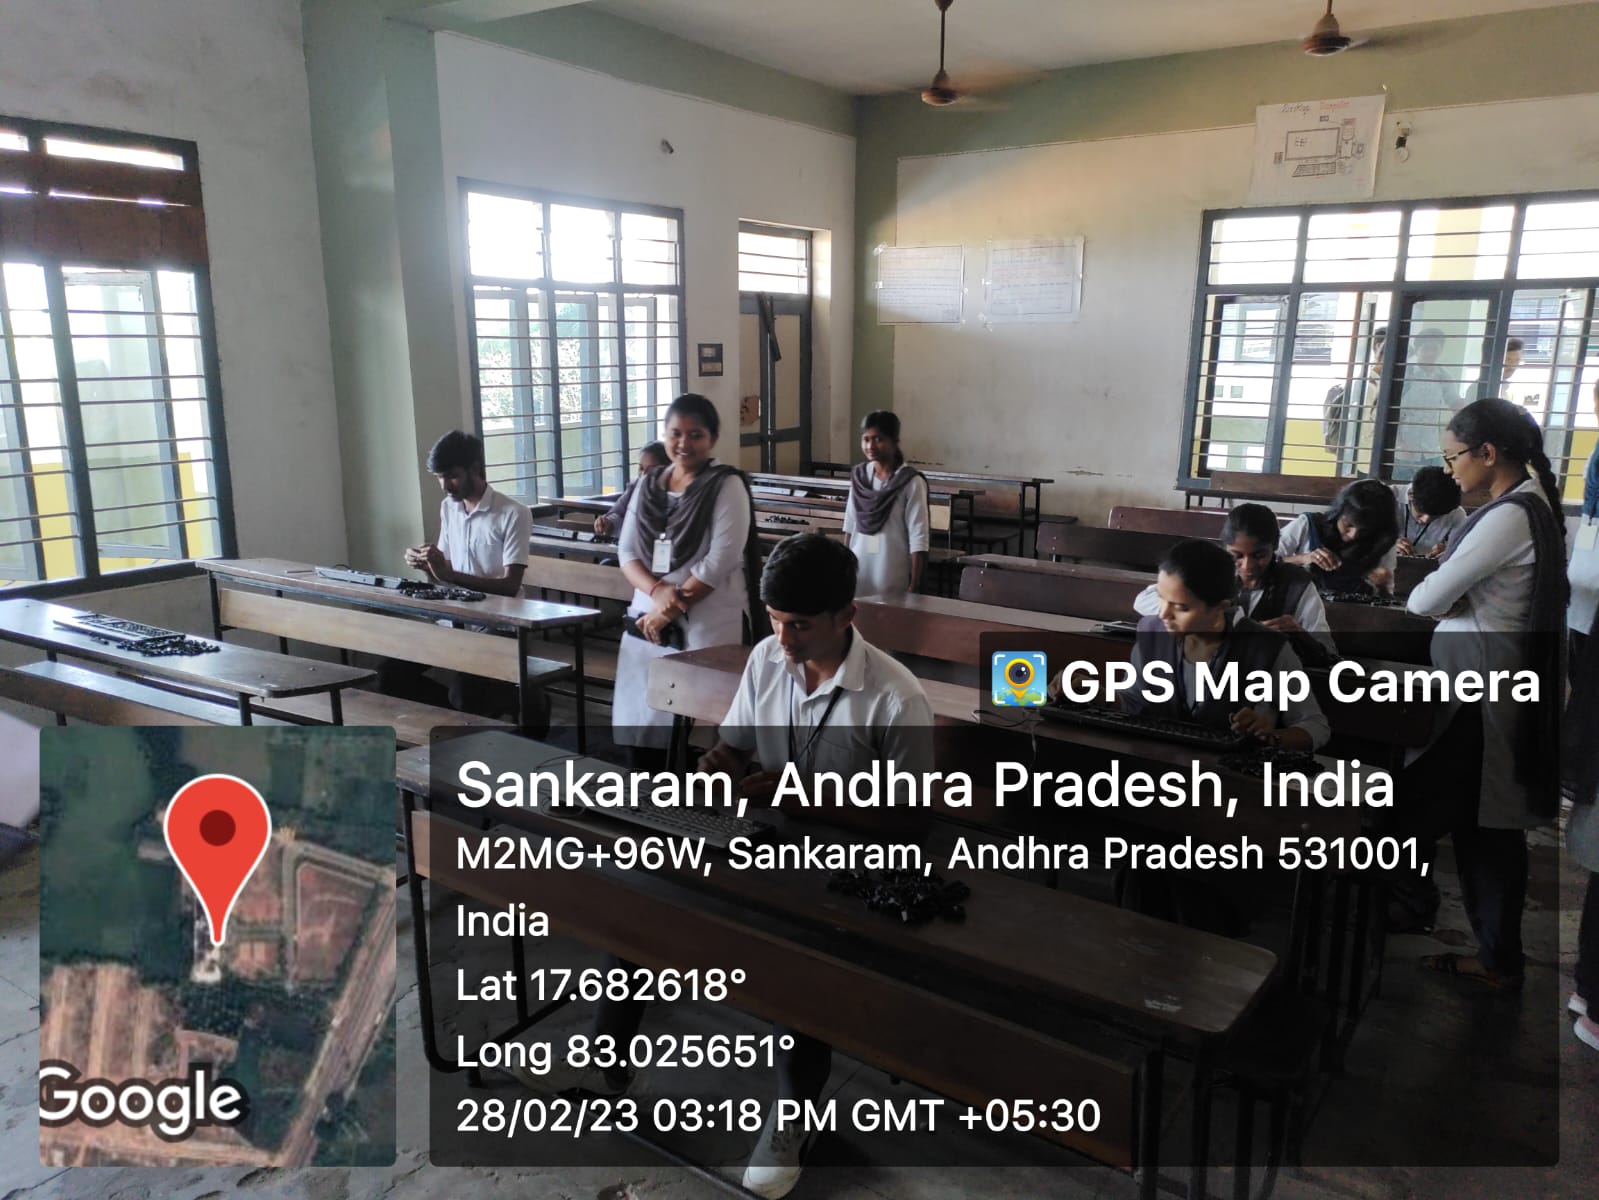 GPS Map Camera
Sankaram, Andhra Pradesh, India
M2MG+96W, Sankaram, Andhra Pradesh 531001,
India
Lat 17.682618°
Long 83.025651°
28/02/23 03:18 PM GMT +05:30
Google